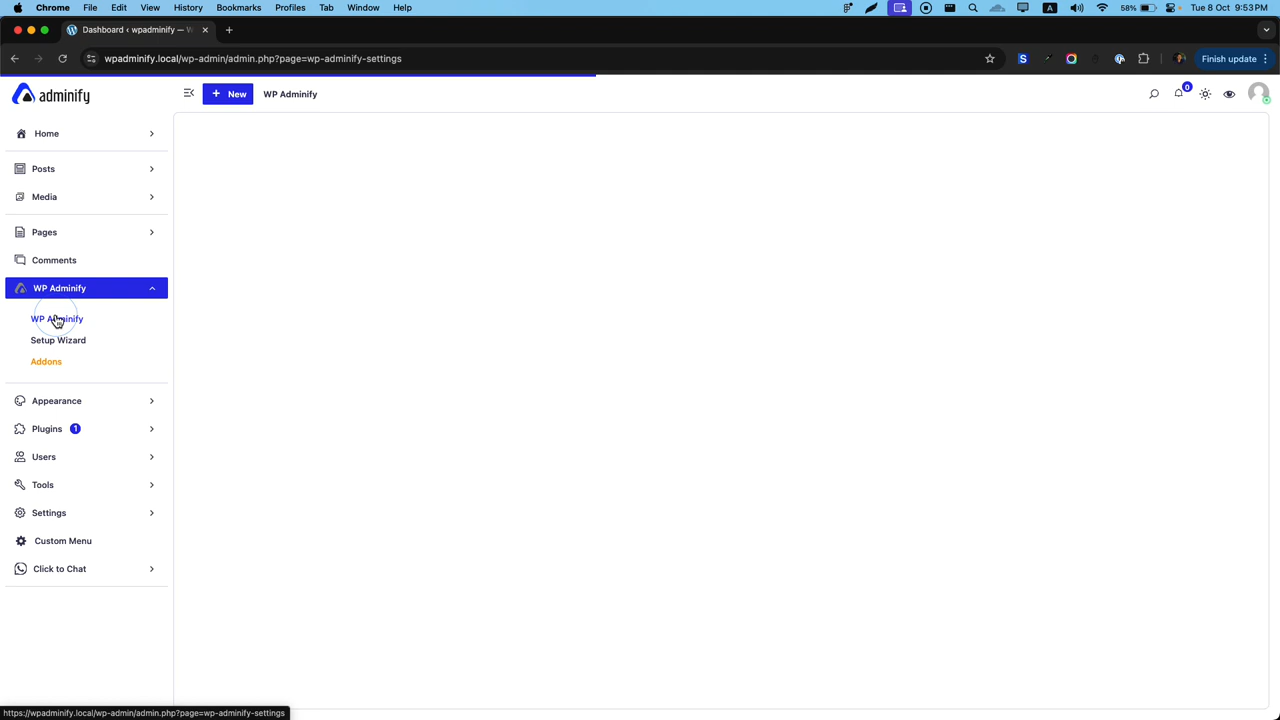 Chrome File Edit View History Bookmarks Profiles Tab Window Help A 58% Tue 8 Oct 9:53 PM
Dashboard ‹ wpadminify — W
wpadminify.local/wp-admin/admin.php?page=wp-adminify-settings S Finish update
adminify + New WP Adminify 0
Home
Posts
Media
Pages
Comments
WP Adminify
WP Adminify
Setup Wizard
Addons
Appearance
Plugins 1
Users
Tools
Settings
Custom Menu
Click to Chat
https://wpadminify.local/wp-admin/admin.php?page=wp-adminify-settings